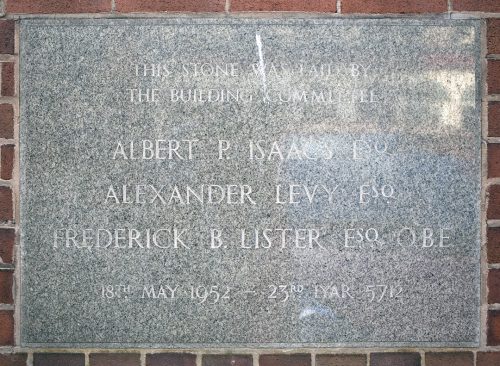 THIS STONE WAS LAID BY
THE BUILDING COMMITTEE
ALBERT P. ISAACS ESQ.
ALEXANDER LEVY ESQ
FREDERICK B. LISTER ESQ. O.B.E.
18TH MAY 1952 — 23RD IYAR 5712